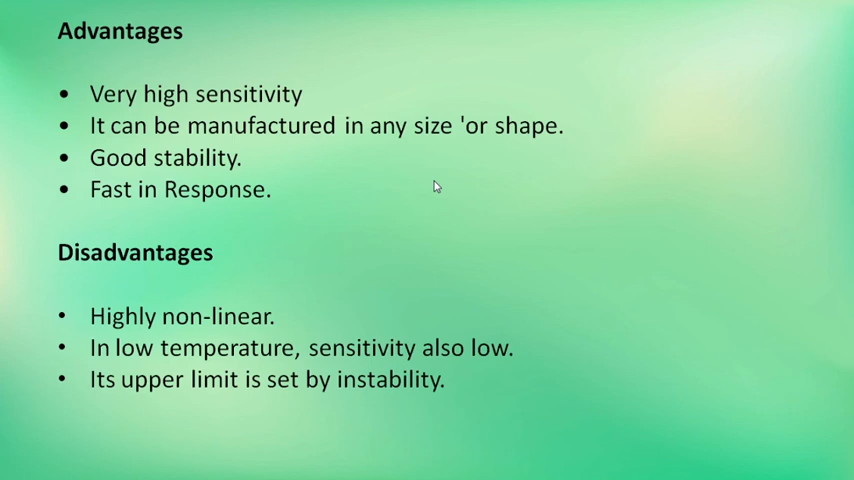 Advantages
• Very high sensitivity
• It can be manufactured in any size 'or shape.
• Good stability.
• Fast in Response.
Disadvantages
• Highly non-linear.
• In low temperature, sensitivity also low.
• Its upper limit is set by instability.